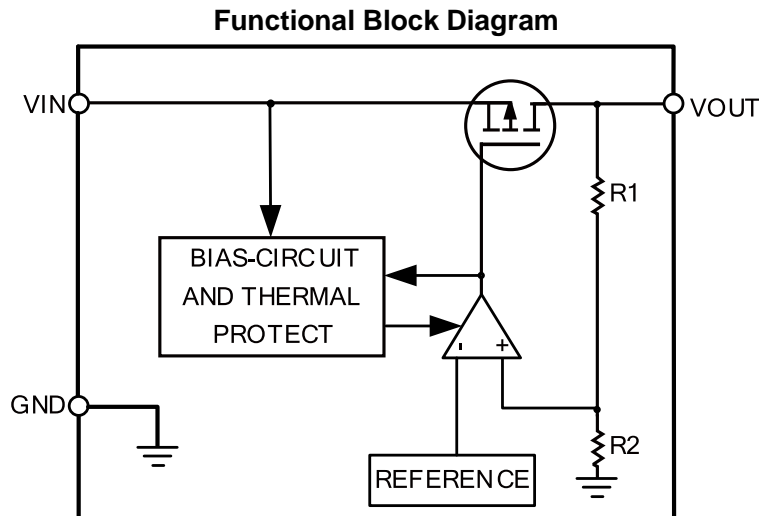 Functional Block Diagram
VIN
VOUT
R1
BIAS-CIRCUIT
AND THERMAL
PROTECT
- +
GND
R2
REFERENCE